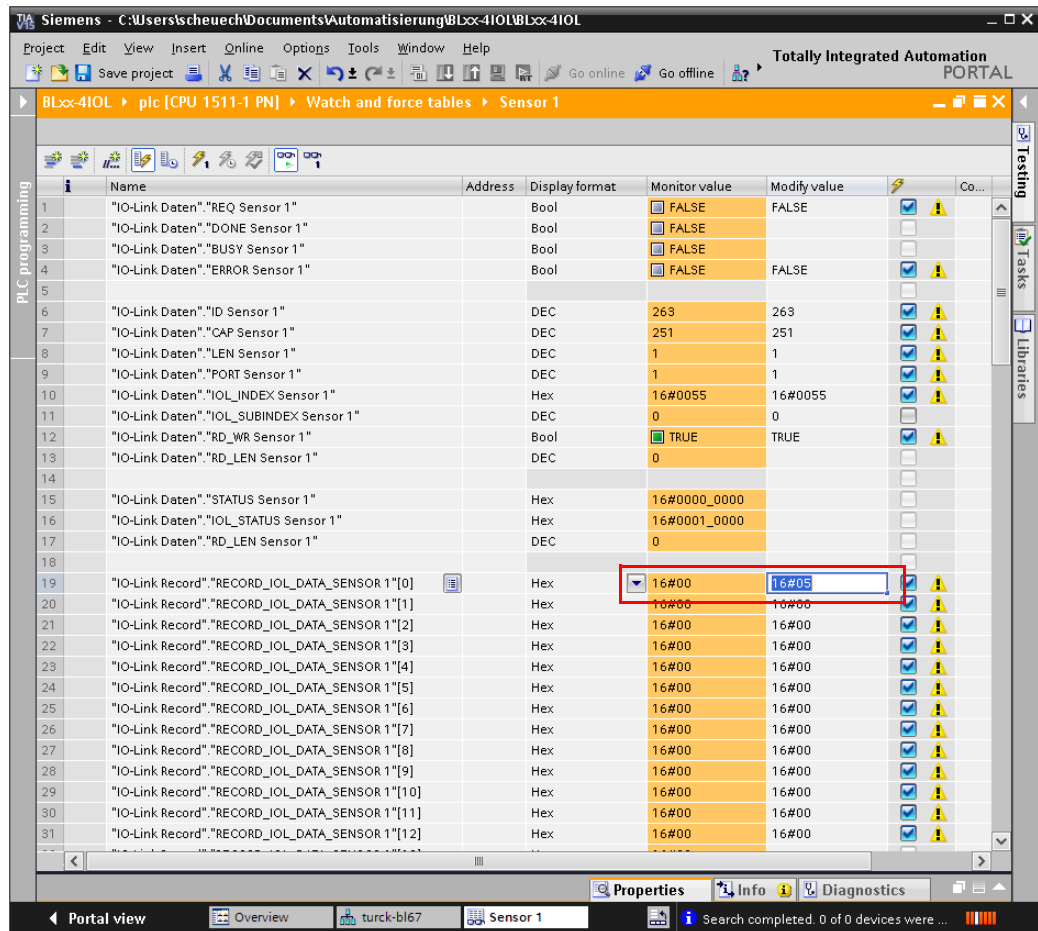 Siemens - C:\Users\scheuech\Documents\Automatisierung\BLxx-4IOL\BLxx-4IOL
Project Edit View Insert Online Options Tools Window Help
Totally Integrated Automation
PORTAL
Save project Go online Go offline
BLxx-4IOL plc [CPU 1511-1 PN] Watch and force tables Sensor 1
i Name Address Display format Monitor value Modify value Co...
1 "IO-Link Daten"."REQ Sensor 1" Bool FALSE FALSE
2 "IO-Link Daten"."DONE Sensor 1" Bool FALSE
3 "IO-Link Daten"."BUSY Sensor 1" Bool FALSE
4 "IO-Link Daten"."ERROR Sensor 1" Bool FALSE FALSE
5
6 "IO-Link Daten"."ID Sensor 1" DEC 263 263
7 "IO-Link Daten"."CAP Sensor 1" DEC 251 251
8 "IO-Link Daten"."LEN Sensor 1" DEC 1 1
9 "IO-Link Daten"."PORT Sensor 1" DEC 1 1
10 "IO-Link Daten"."IOL_INDEX Sensor 1" Hex 16#0055 16#0055
11 "IO-Link Daten"."IOL_SUBINDEX Sensor 1" DEC 0 0
12 "IO-Link Daten"."RD_WR Sensor 1" Bool TRUE TRUE
13 "IO-Link Daten"."RD_LEN Sensor 1" DEC 0
14
15 "IO-Link Daten"."STATUS Sensor 1" Hex 16#0000_0000
16 "IO-Link Daten"."IOL_STATUS Sensor 1" Hex 16#0001_0000
17 "IO-Link Daten"."RD_LEN Sensor 1" DEC 0
18
19 "IO-Link Record"."RECORD_IOL_DATA_SENSOR 1"[0] Hex 16#00 16#05
20 "IO-Link Record"."RECORD_IOL_DATA_SENSOR 1"[1] Hex 16#00 16#00
21 "IO-Link Record"."RECORD_IOL_DATA_SENSOR 1"[2] Hex 16#00 16#00
22 "IO-Link Record"."RECORD_IOL_DATA_SENSOR 1"[3] Hex 16#00 16#00
23 "IO-Link Record"."RECORD_IOL_DATA_SENSOR 1"[4] Hex 16#00 16#00
24 "IO-Link Record"."RECORD_IOL_DATA_SENSOR 1"[5] Hex 16#00 16#00
25 "IO-Link Record"."RECORD_IOL_DATA_SENSOR 1"[6] Hex 16#00 16#00
26 "IO-Link Record"."RECORD_IOL_DATA_SENSOR 1"[7] Hex 16#00 16#00
27 "IO-Link Record"."RECORD_IOL_DATA_SENSOR 1"[8] Hex 16#00 16#00
28 "IO-Link Record"."RECORD_IOL_DATA_SENSOR 1"[9] Hex 16#00 16#00
29 "IO-Link Record"."RECORD_IOL_DATA_SENSOR 1"[10] Hex 16#00 16#00
30 "IO-Link Record"."RECORD_IOL_DATA_SENSOR 1"[11] Hex 16#00 16#00
31 "IO-Link Record"."RECORD_IOL_DATA_SENSOR 1"[12] Hex 16#00 16#00
PLC programming
Testing
Tasks
Libraries
Properties Info Diagnostics
Portal view Overview turck-bl67 Sensor 1 Search completed. 0 of 0 devices were ...